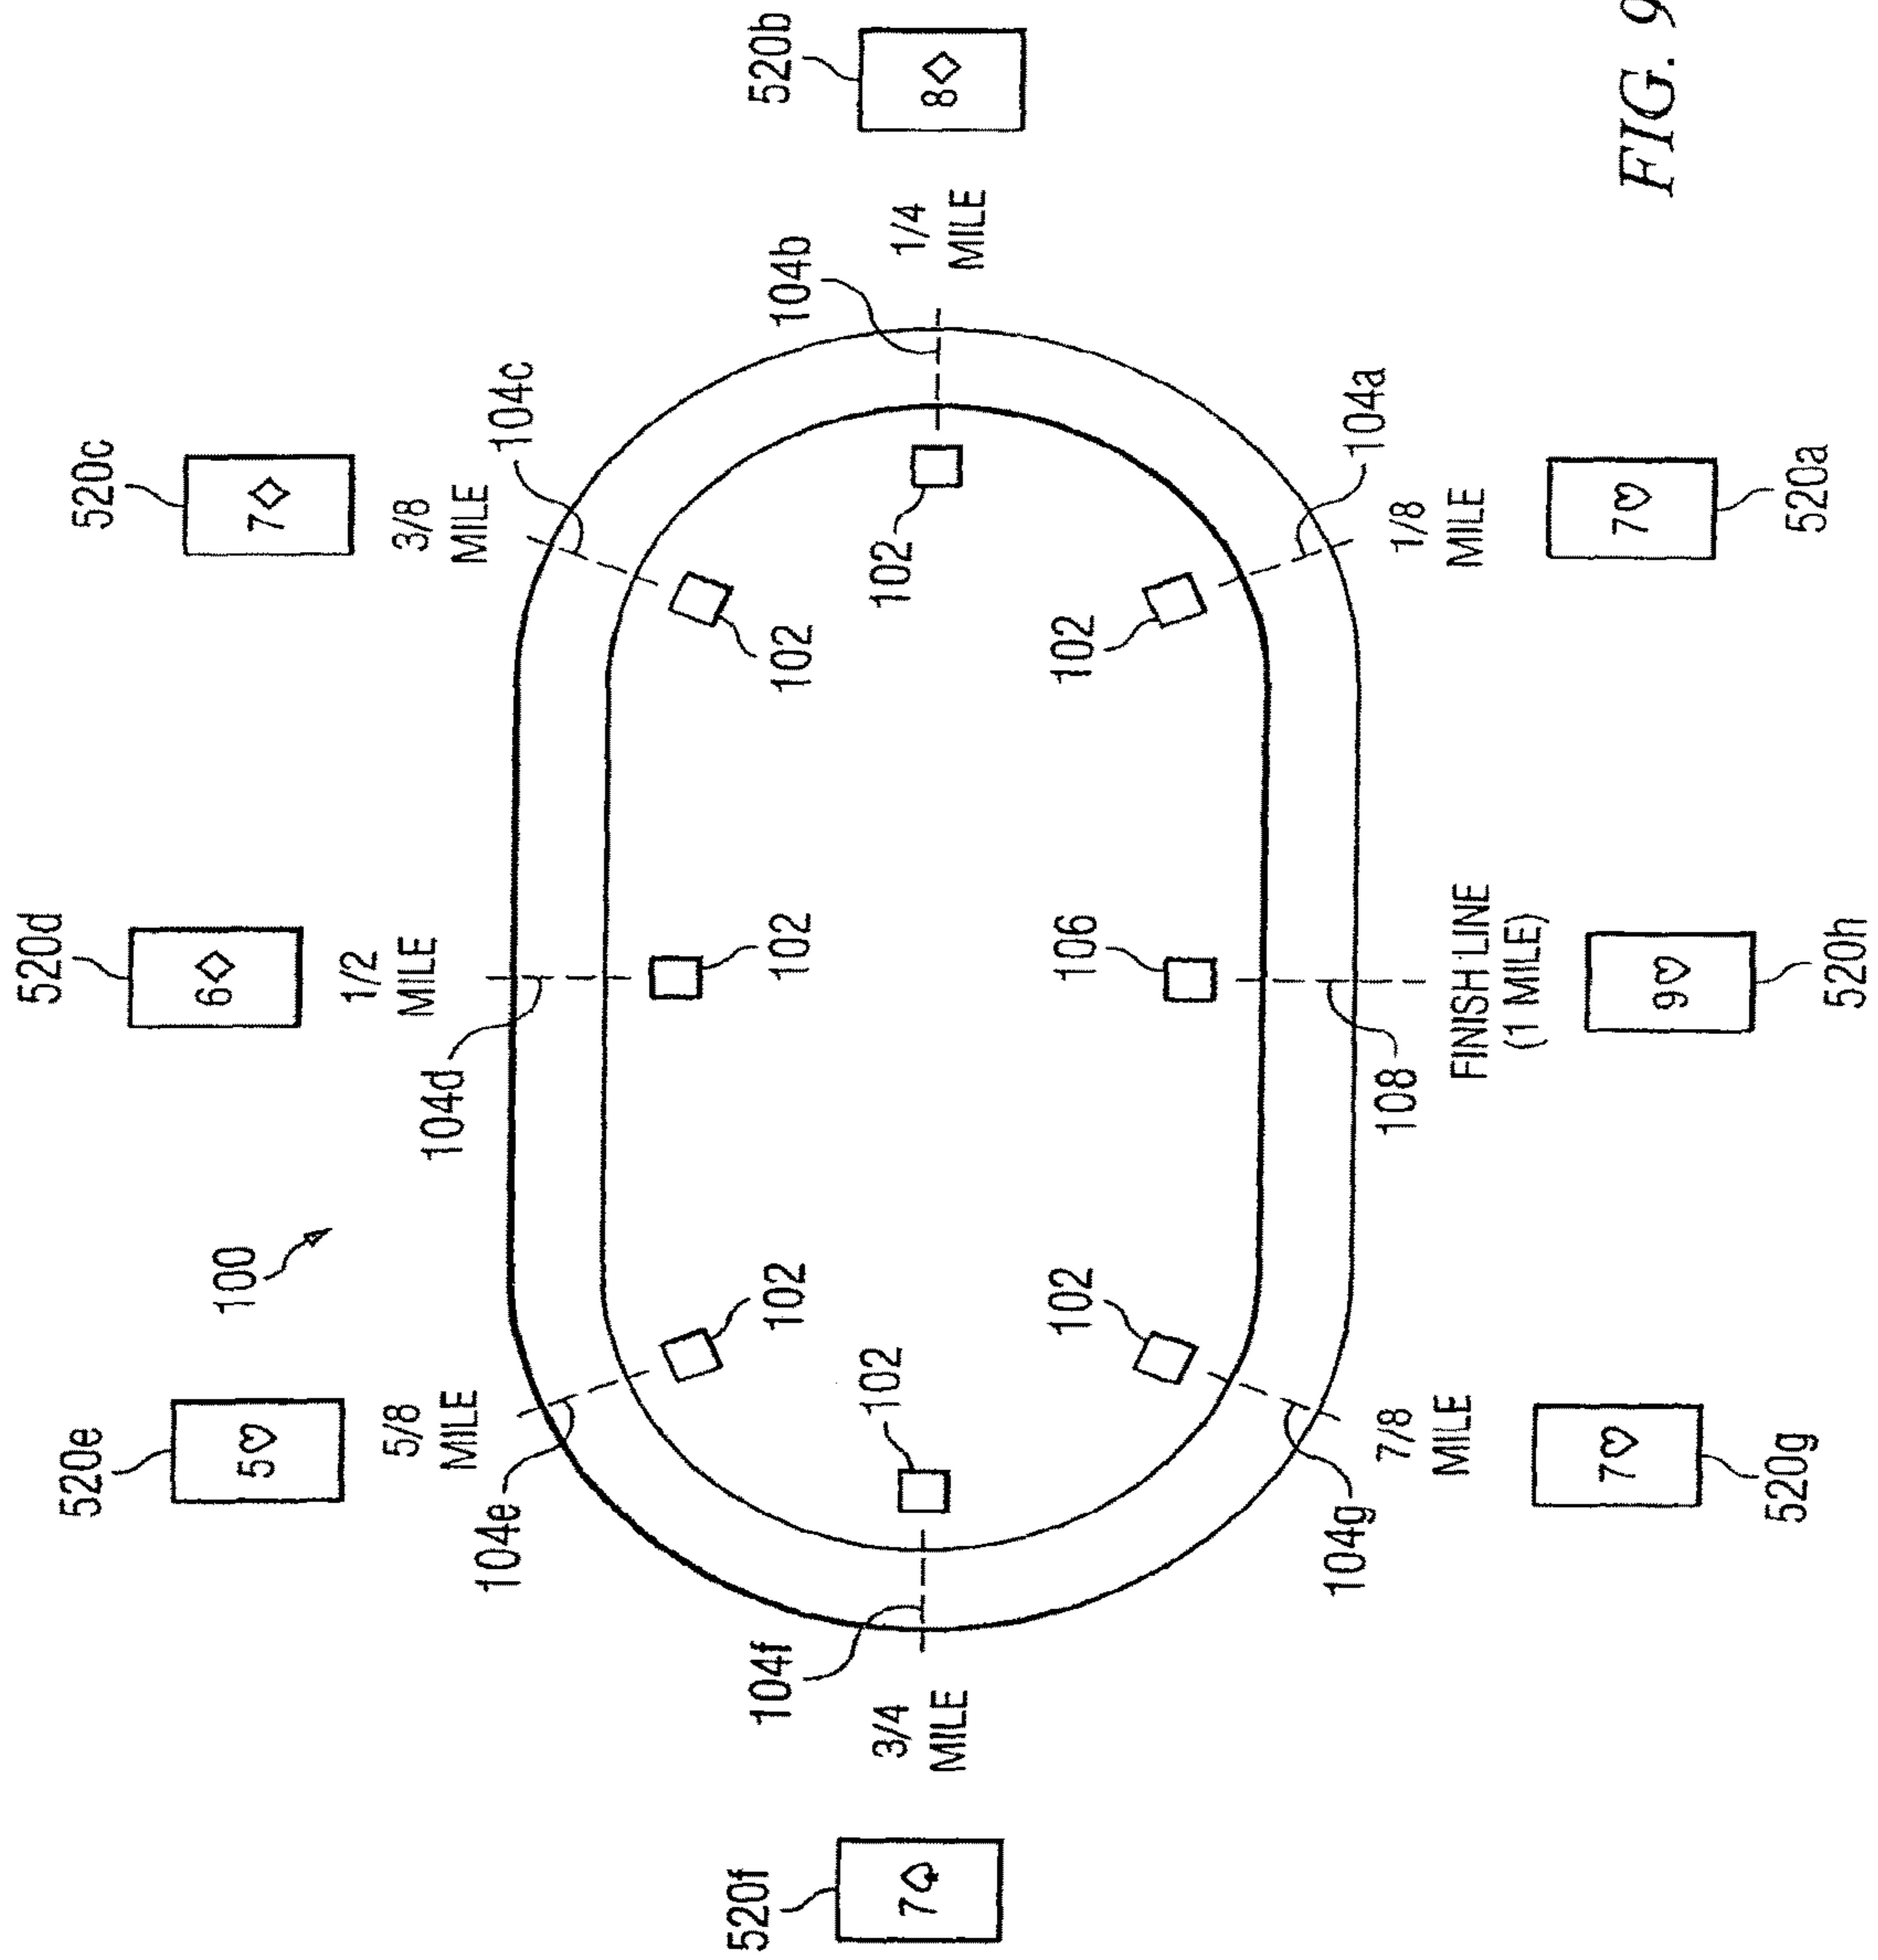 520d
520e
520c
6♢
100
5♡
7♢
1/2
MILE
5/8
MILE
3/8
MILE
104d
104e
104c
520f
104f
102
102
102
104b
520b
102
102
7♤
3/4
MILE
1/4
MILE
8♢
102
106
102
104g
108
104a
7/8
MILE
FINISH LINE
(1 MILE)
1/8
MILE
7♡
9♡
7♡
520g
520h
520a
FIG. 9